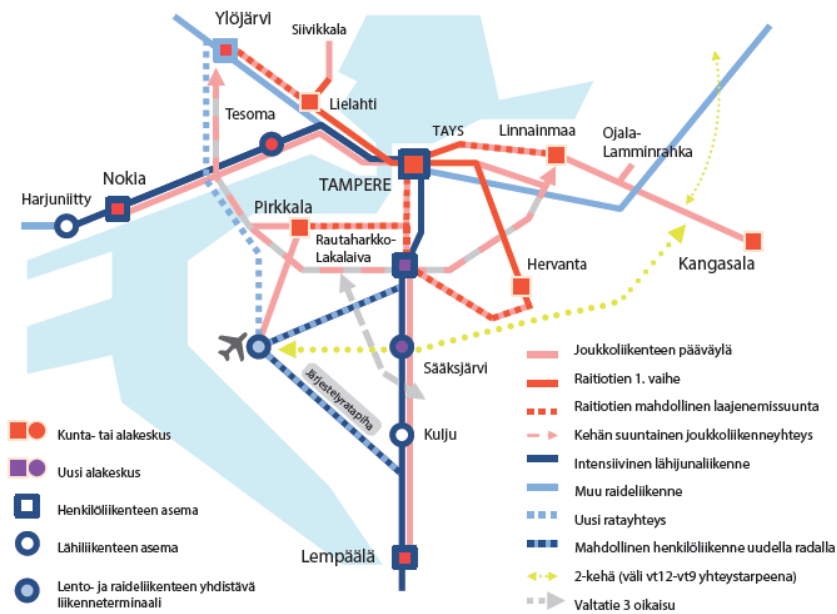 Ylöjärvi
Siivikkala
Lielahti
Tesoma
TAYS
Linnainmaa
Ojala-
Lamminrahka
Nokia
TAMPERE
Harjuniitty
Pirkkala
Rautaharkko-
Lakalaiva
Hervanta
Kangasala
Sääksjärvi
Järjestelyratapiha
Kulju
Lempäälä
Kunta- tai alakeskus
Uusi alakeskus
Henkilöliikenteen asema
Lähiliikenteen asema
Lento- ja raideliikenteen yhdistävä
liikenneterminaali
Joukkoliikenteen pääväylä
Raitiotien 1. vaihe
Raitiotien mahdollinen laajenemissuunta
Kehän suuntainen joukkoliikenneyhteys
Intensiivinen lähijunaliikenne
Muu raideliikenne
Uusi ratayhteys
Mahdollinen henkilöliikenne uudella radalla
2-kehä (väli vt12-vt9 yhteystarpeena)
Valtatie 3 oikaisu